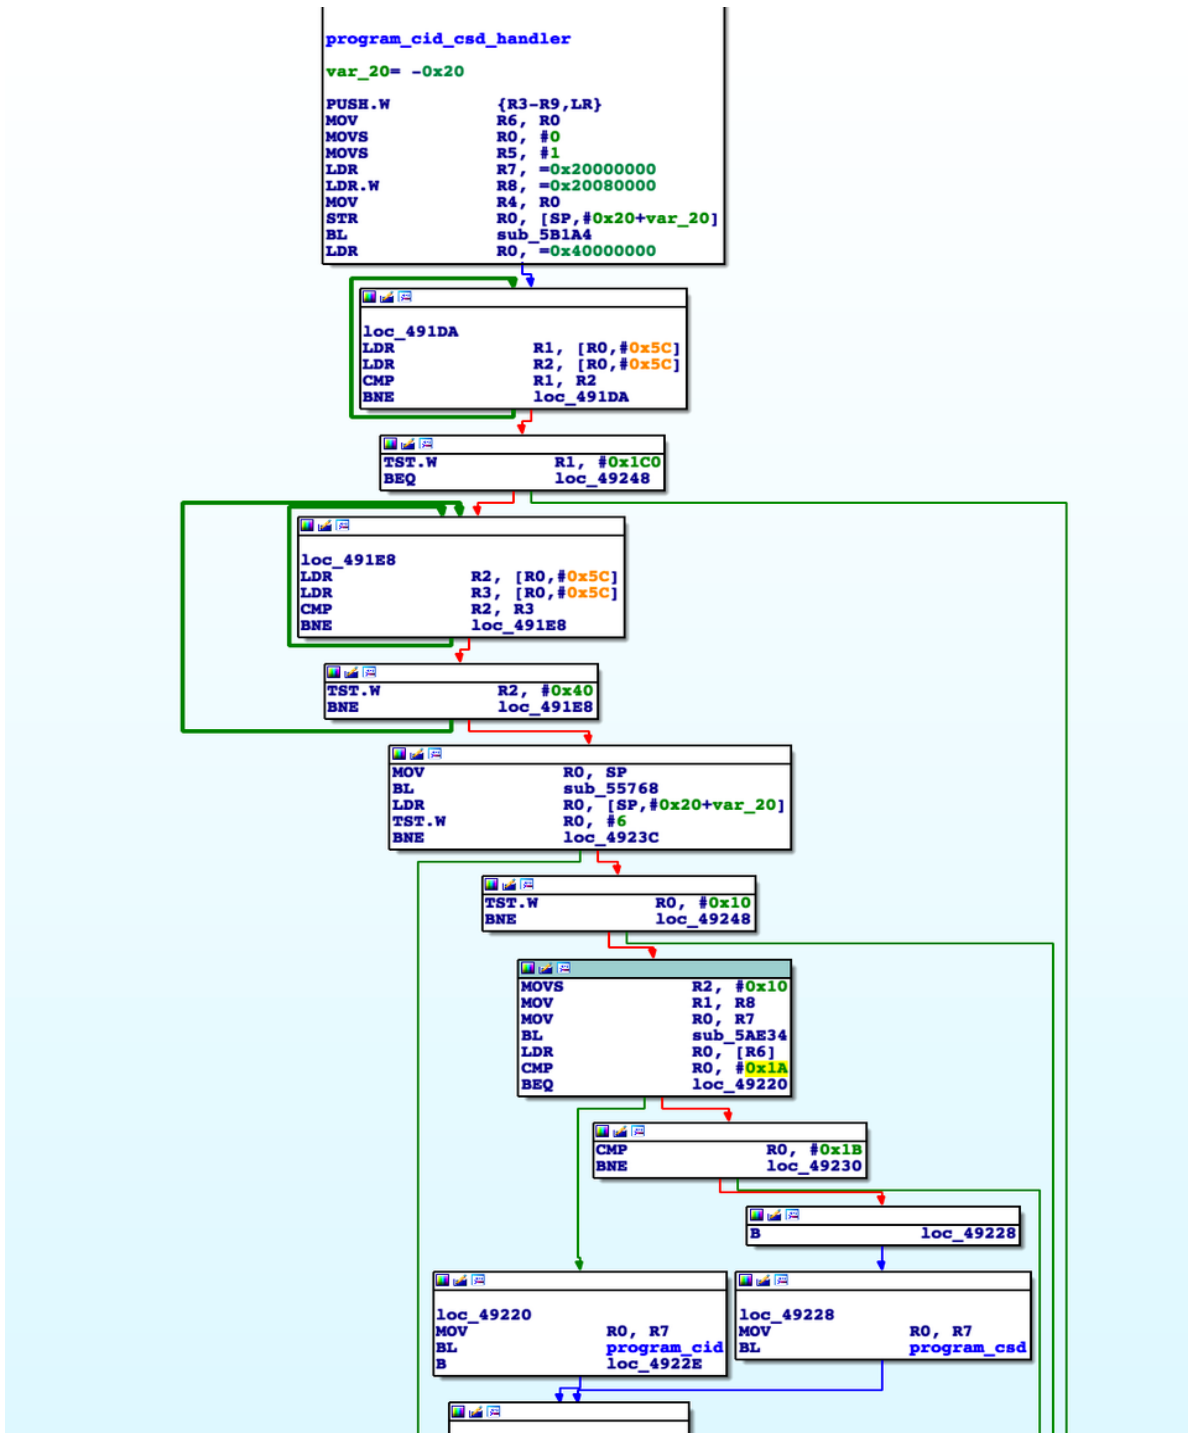 program_cid_csd_handler
var_20= -0x20
PUSH.W {R3-R9,LR}
MOV R6, R0
MOVS R0, #0
MOVS R5, #1
LDR R7, =0x20000000
LDR.W R8, =0x20080000
MOV R4, R0
STR R0, [SP,#0x20+var_20]
BL sub_5B1A4
LDR R0, =0x40000000
loc_491DA
LDR R1, [R0,#0x5C]
LDR R2, [R0,#0x5C]
CMP R1, R2
BNE loc_491DA
TST.W R1, #0x1C0
BEQ loc_49248
loc_491E8
LDR R2, [R0,#0x5C]
LDR R3, [R0,#0x5C]
CMP R2, R3
BNE loc_491E8
TST.W R2, #0x40
BNE loc_491E8
MOV R0, SP
BL sub_55768
LDR R0, [SP,#0x20+var_20]
TST.W R0, #6
BNE loc_4923C
TST.W R0, #0x10
BNE loc_49248
MOVS R2, #0x10
MOV R1, R8
MOV R0, R7
BL sub_5AE34
LDR R0, [R6]
CMP R0, #0x1A
BEQ loc_49220
CMP R0, #0x1B
BNE loc_49230
B loc_49228
loc_49220
MOV R0, R7
BL program_cid
B loc_4922E
loc_49228
MOV R0, R7
BL program_csd